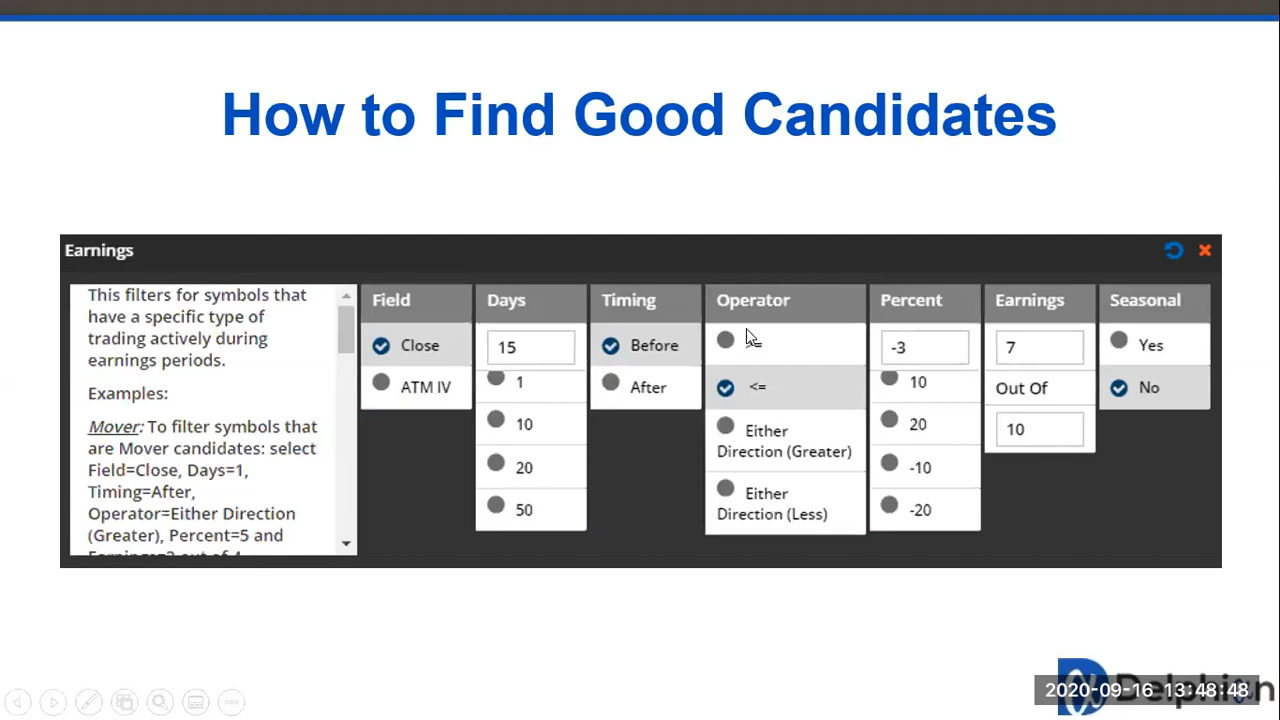 How to Find Good Candidates
Earnings
This filters for symbols that
have a specific type of
trading actively during
earnings periods.
Examples:
Mover: To filter symbols that
are Mover candidates: select
Field=Close, Days=1,
Timing=After,
Operator=Either Direction
(Greater), Percent=5 and
Field
Close
ATM IV
Days
15
1
10
20
50
Timing
Before
After
Operator
<=
Either
Direction (Greater)
Either
Direction (Less)
Percent
-3
10
20
-10
-20
Earnings
7
Out Of
10
Seasonal
Yes
No
2020-09-16 13:48:48